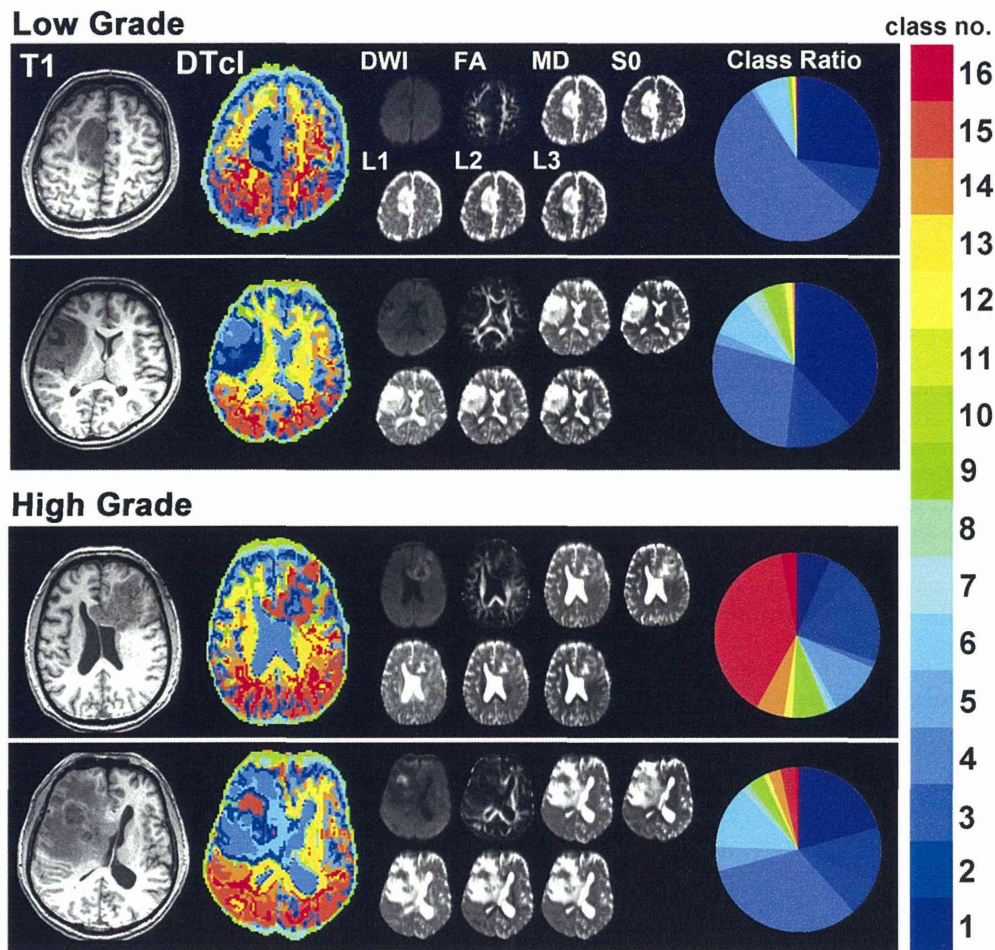 Low Grade
class no.
T1
DTcI
DWI
FA
MD
S0
Class Ratio
L1
L2
L3
High Grade
16
15
14
13
12
11
10
9
8
7
6
5
4
3
2
1